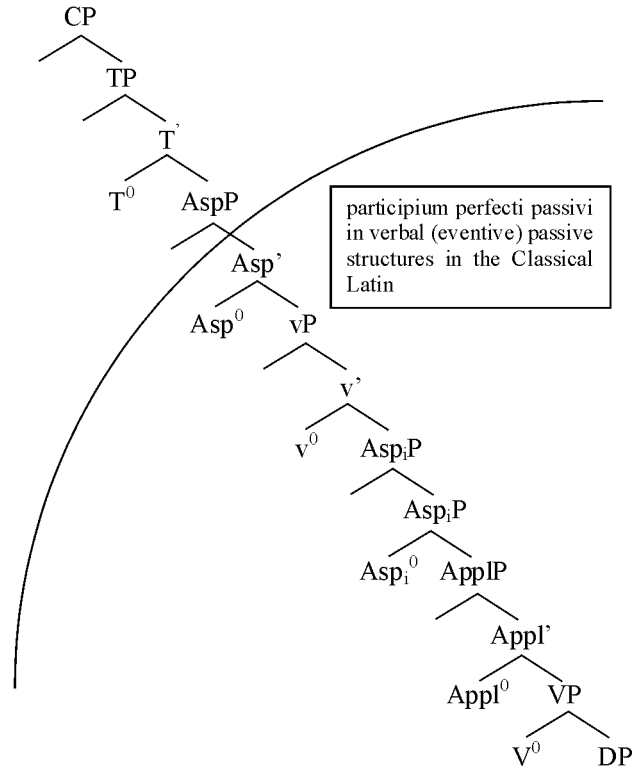 CP
TP
T’
T⁰ AspP
participium perfecti passivi
in verbal (eventive) passive
structures in the Classical
Latin
Asp’
Asp⁰ vP
v’
v⁰ AspᵢP
AspᵢP
Aspᵢ⁰ ApplP
Appl’
Appl⁰ VP
V⁰ DP